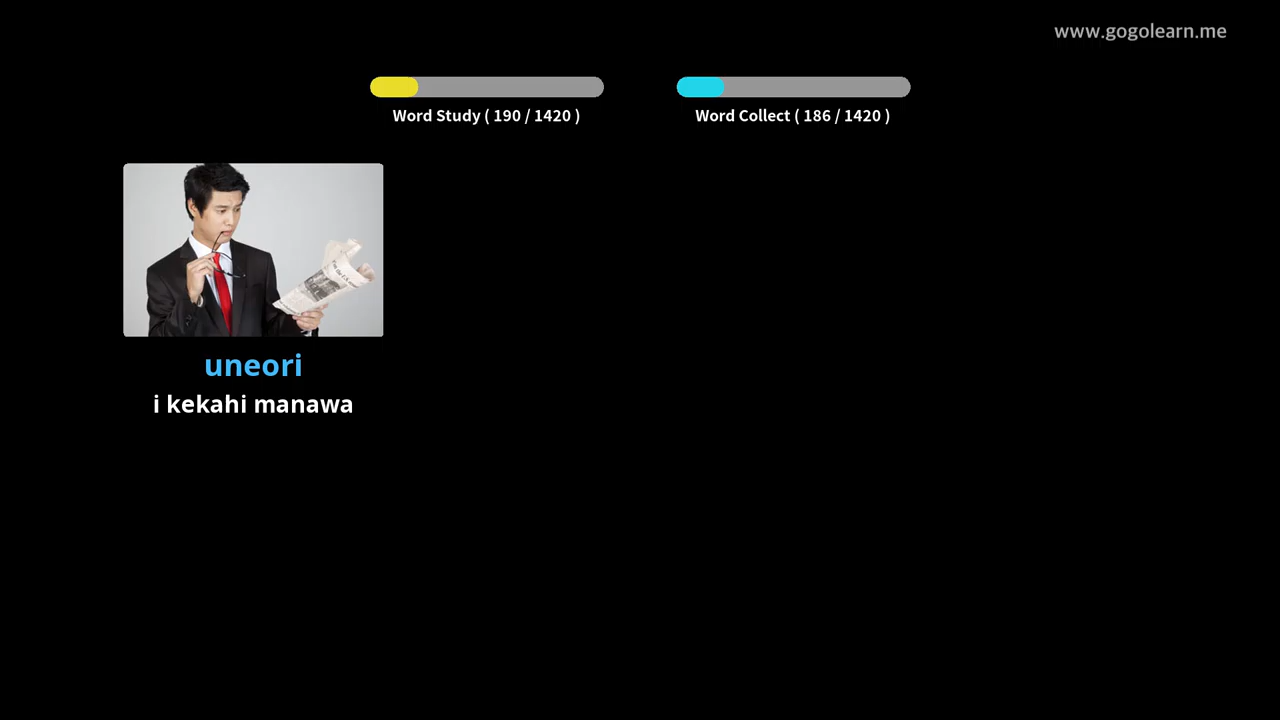 www.gogolearn.me
Word Study ( 190 / 1420 )
Word Collect ( 186 / 1420 )
uneori
i kekahi manawa